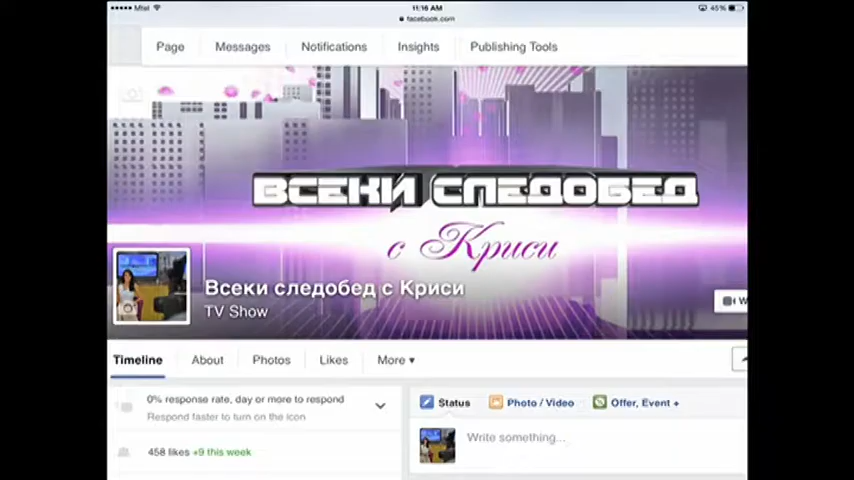 Mtel 11:16 AM 45%
facebook.com
Page Messages Notifications Insights Publishing Tools
ВСЕКИ СЛЕДОБЕД
с Криси
Всеки следобед с Криси
TV Show
Timeline About Photos Likes More
0% response rate, day or more to respond
Respond faster to turn on the icon
458 likes +9 this week
Status Photo / Video Offer, Event +
Write something...